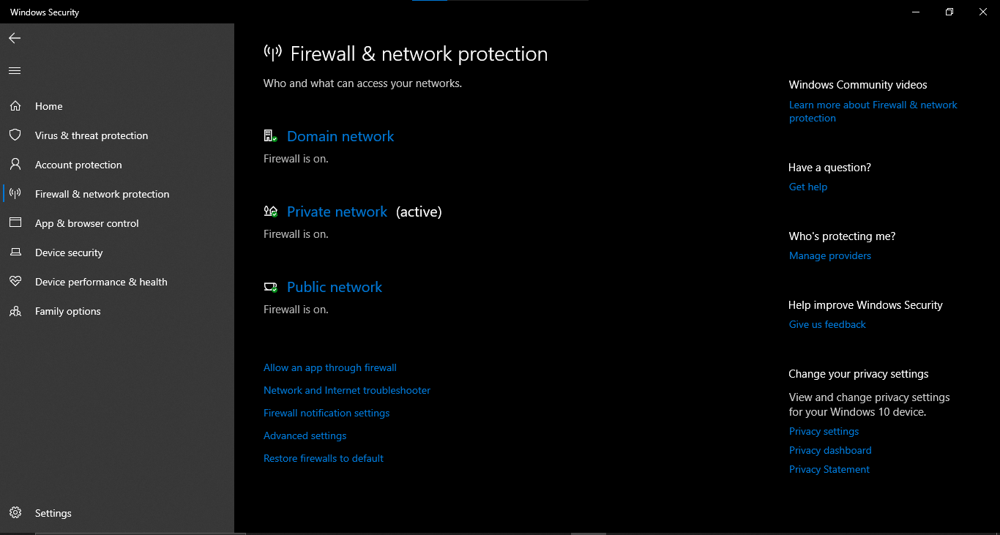 Windows Security
Home
Virus & threat protection
Account protection
Firewall & network protection
App & browser control
Device security
Device performance & health
Family options
Settings
Firewall & network protection
Who and what can access your networks.
Domain network
Firewall is on.
Private network (active)
Firewall is on.
Public network
Firewall is on.
Allow an app through firewall
Network and Internet troubleshooter
Firewall notification settings
Advanced settings
Restore firewalls to default
Windows Community videos
Learn more about Firewall & network
protection
Have a question?
Get help
Who's protecting me?
Manage providers
Help improve Windows Security
Give us feedback
Change your privacy settings
View and change privacy settings
for your Windows 10 device.
Privacy settings
Privacy dashboard
Privacy Statement